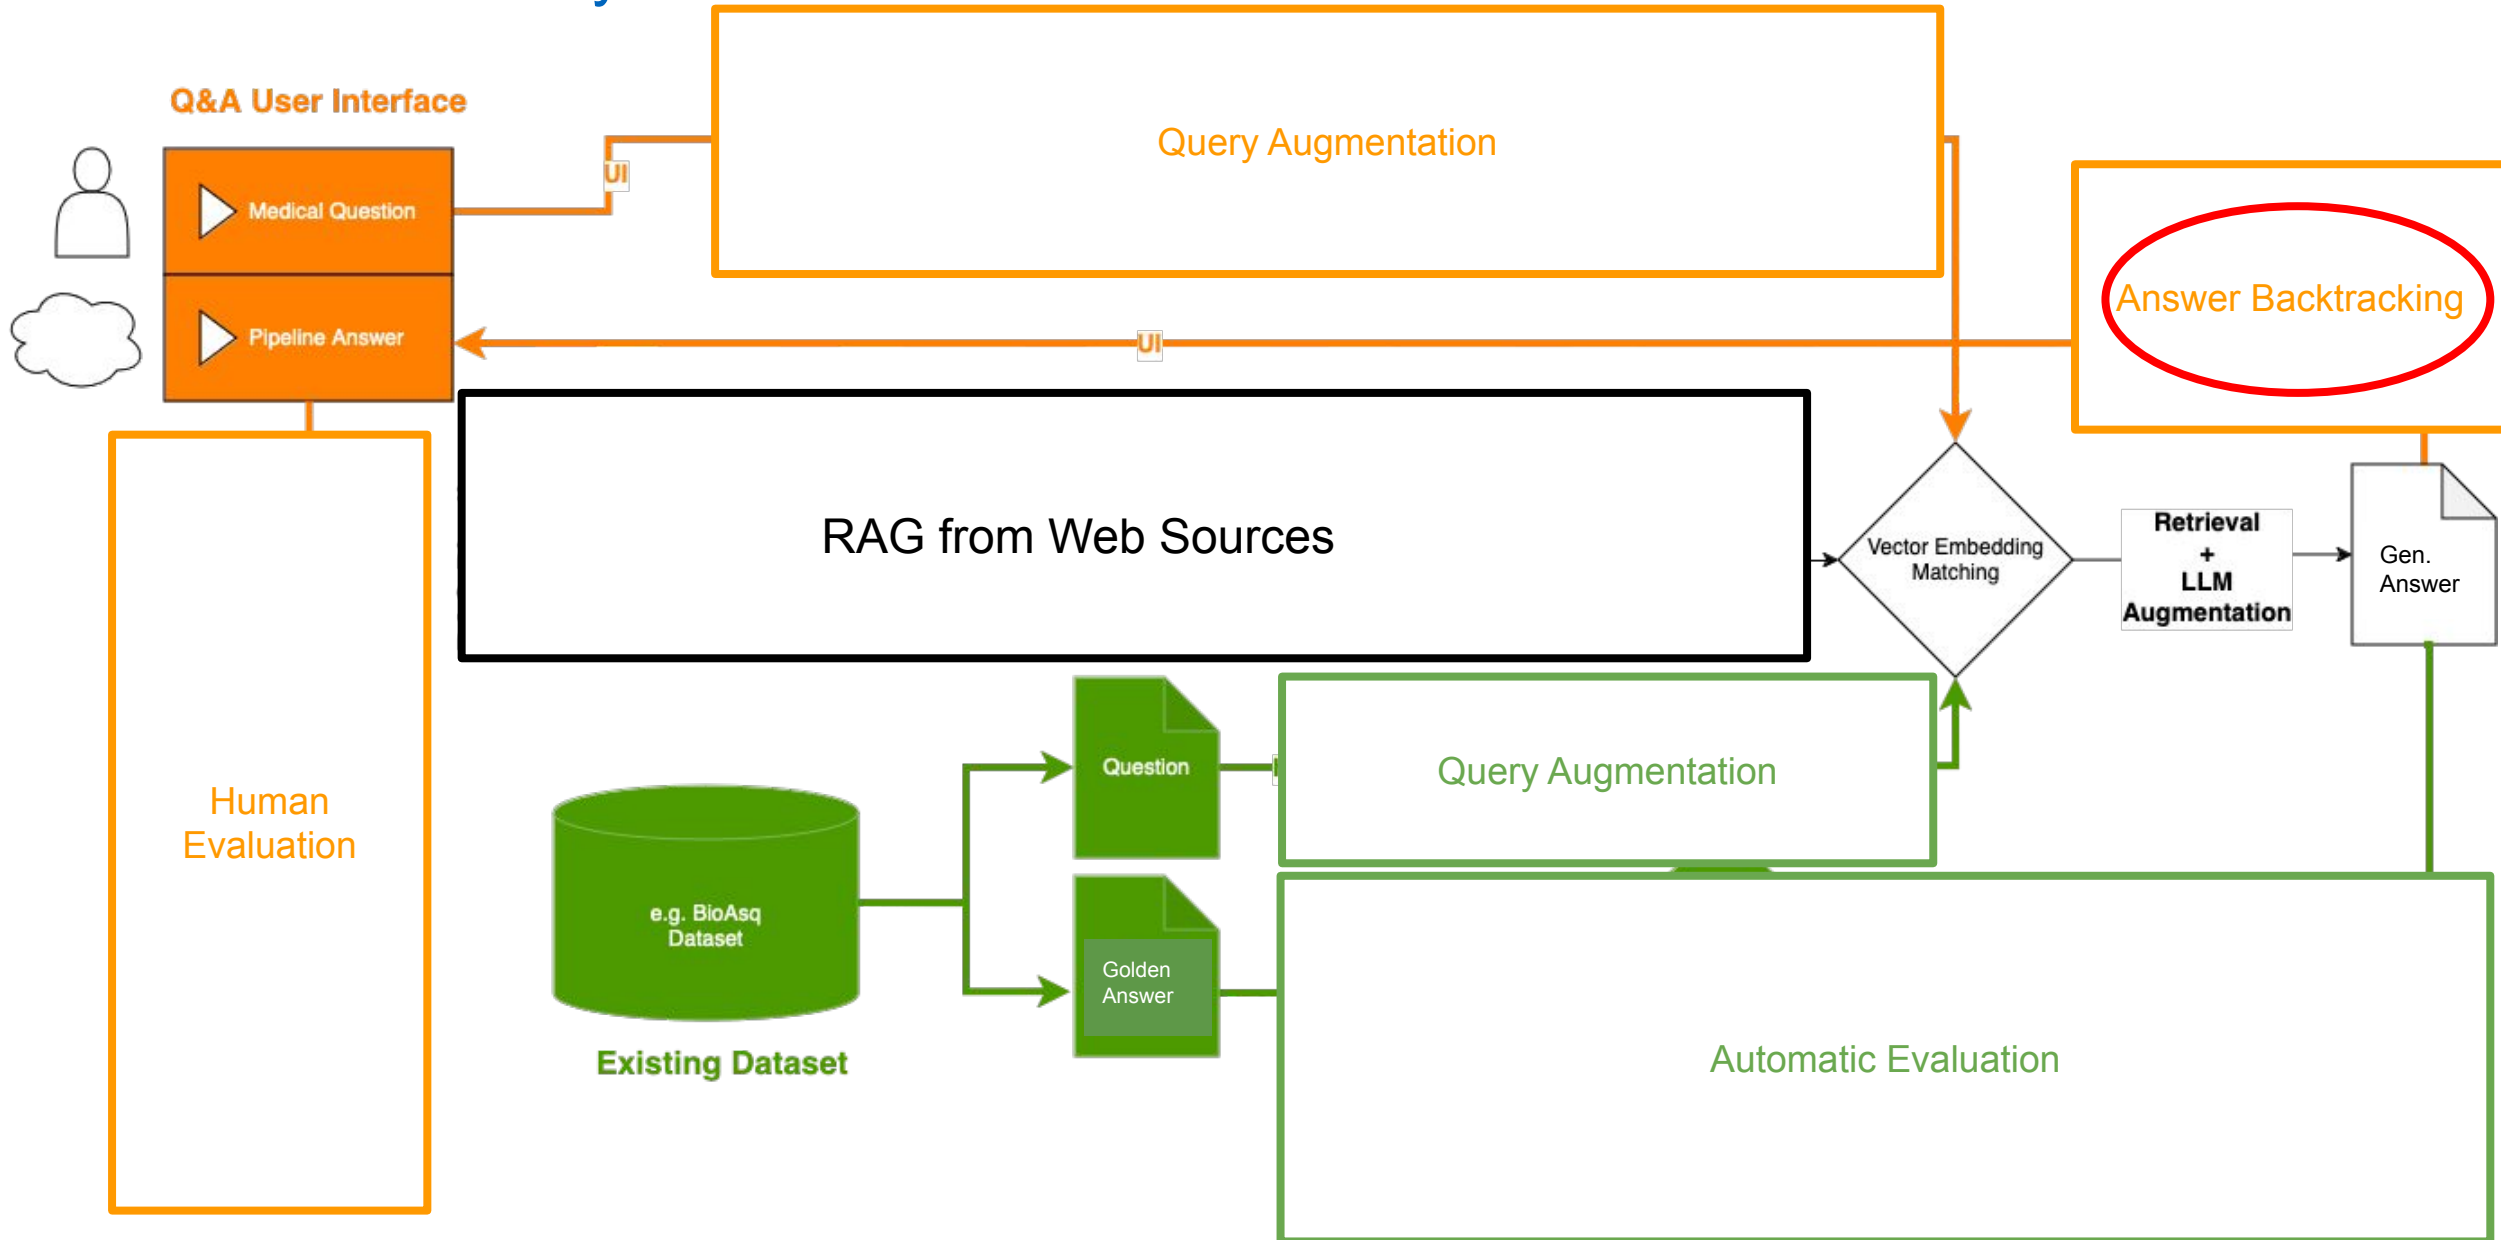 Q&A User Interface
Medical Question
Pipeline Answer
UI
Query Augmentation
UI
Answer Backtracking
RAG from Web Sources
Vector Embedding
Matching
Retrieval
+
LLM
Augmentation
Gen.
Answer
Human
Evaluation
e.g. BioAsq
Dataset
Existing Dataset
Question
Query Augmentation
Golden
Answer
Automatic Evaluation